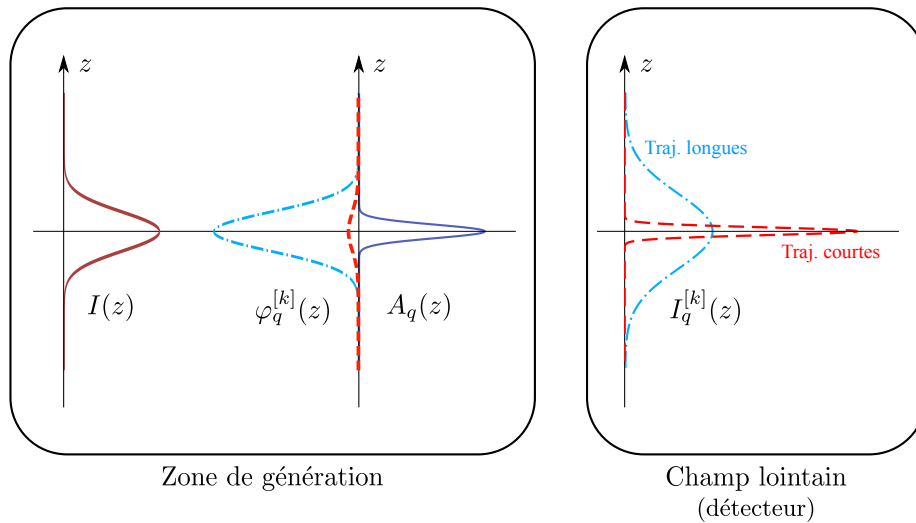 z
z
z
Traj. longues
Traj. courtes
I(z)
φ_q^{[k]}(z)
A_q(z)
I_q^{[k]}(z)
Zone de génération
Champ lointain
(détecteur)